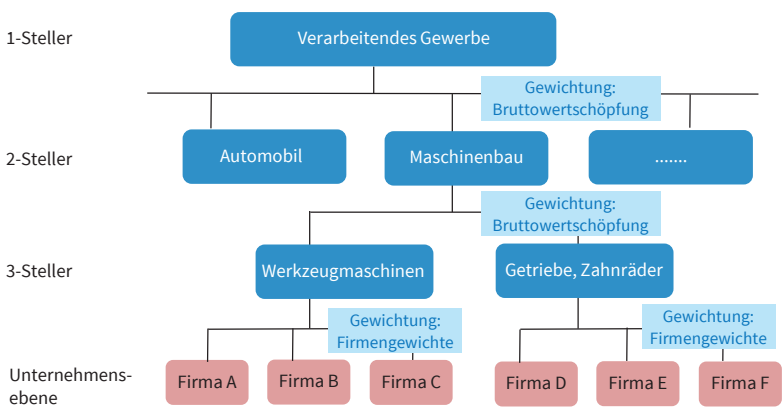 1-Steller
Verarbeitendes Gewerbe
Gewichtung:
Bruttowertschöpfung
2-Steller
Automobil
Maschinenbau
.......
Gewichtung:
Bruttowertschöpfung
3-Steller
Werkzeugmaschinen
Getriebe, Zahnräder
Gewichtung:
Firmengewichte
Gewichtung:
Firmengewichte
Unternehmens-
ebene
Firma A
Firma B
Firma C
Firma D
Firma E
Firma F